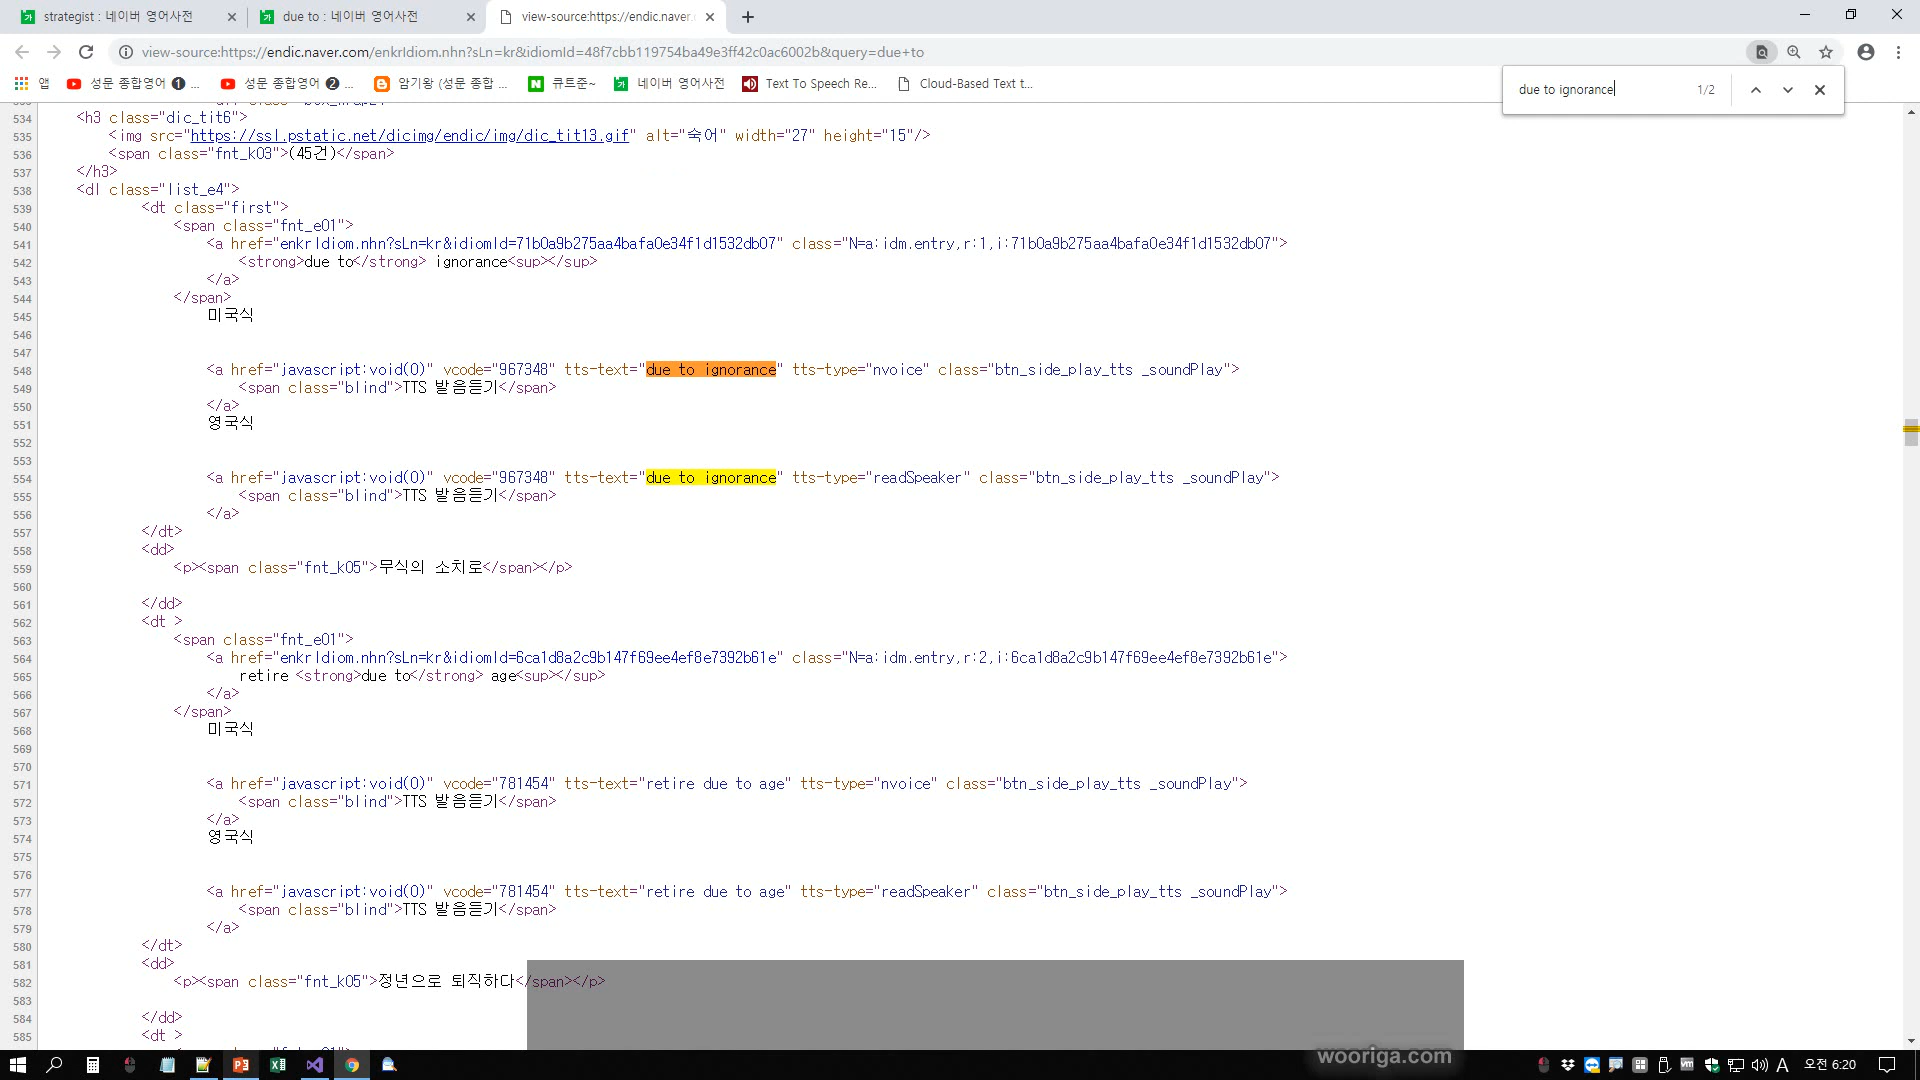 strategist : 네이버 영어사전
due to : 네이버 영어사전
view-source:https://endic.naver.
view-source:https://endic.naver.com/enkrIdiom.nhn?sLn=kr&idiomId=48f7cbb119754ba49e3ff42c0ac6002b&query=due+to
앱
성문 종합영어 ❶ ...
성문 종합영어 ❷ ...
암기왕 (성문 종합 ...
큐트준~
네이버 영어사전
Text To Speech Re...
Cloud-Based Text t...
due to ignorance 1/2
534 <h3 class="dic_tit6">
535 <img src="https://ssl.pstatic.net/dicimg/endic/img/dic_tit13.gif" alt="숙어" width="27" height="15"/>
536 <span class="fnt_k03">(45건)</span>
537 </h3>
538 <dl class="list_e4">
539 <dt class="first">
540 <span class="fnt_e01">
541 <a href="enkrIdiom.nhn?sLn=kr&idiomId=71b0a9b275aa4bafa0e34f1d1532db07" class="N=a:idm.entry,r:1,i:71b0a9b275aa4bafa0e34f1d1532db07">
542 <strong>due to</strong> ignorance<sup></sup>
543 </a>
544 </span>
545 미국식
546
547
548 <a href="javascript:void(0)" vcode="967348" tts-text="due to ignorance" tts-type="nvoice" class="btn_side_play_tts _soundPlay">
549 <span class="blind">TTS 발음듣기</span>
550 </a>
551 영국식
552
553
554 <a href="javascript:void(0)" vcode="967348" tts-text="due to ignorance" tts-type="readSpeaker" class="btn_side_play_tts _soundPlay">
555 <span class="blind">TTS 발음듣기</span>
556 </a>
557 </dt>
558 <dd>
559 <p><span class="fnt_k05">무식의 소치로</span></p>
560
561 </dd>
562 <dt >
563 <span class="fnt_e01">
564 <a href="enkrIdiom.nhn?sLn=kr&idiomId=6ca1d8a2c9b147f69ee4ef8e7392b61e" class="N=a:idm.entry,r:2,i:6ca1d8a2c9b147f69ee4ef8e7392b61e">
565 retire <strong>due to</strong> age<sup></sup>
566 </a>
567 </span>
568 미국식
569
570
571 <a href="javascript:void(0)" vcode="781454" tts-text="retire due to age" tts-type="nvoice" class="btn_side_play_tts _soundPlay">
572 <span class="blind">TTS 발음듣기</span>
573 </a>
574 영국식
575
576
577 <a href="javascript:void(0)" vcode="781454" tts-text="retire due to age" tts-type="readSpeaker" class="btn_side_play_tts _soundPlay">
578 <span class="blind">TTS 발음듣기</span>
579 </a>
580 </dt>
581 <dd>
582 <p><span class="fnt_k05">정년으로 퇴직하다</span></p>
583
584 </dd>
585 <dt >
wooriga.com
A 오전 6:20